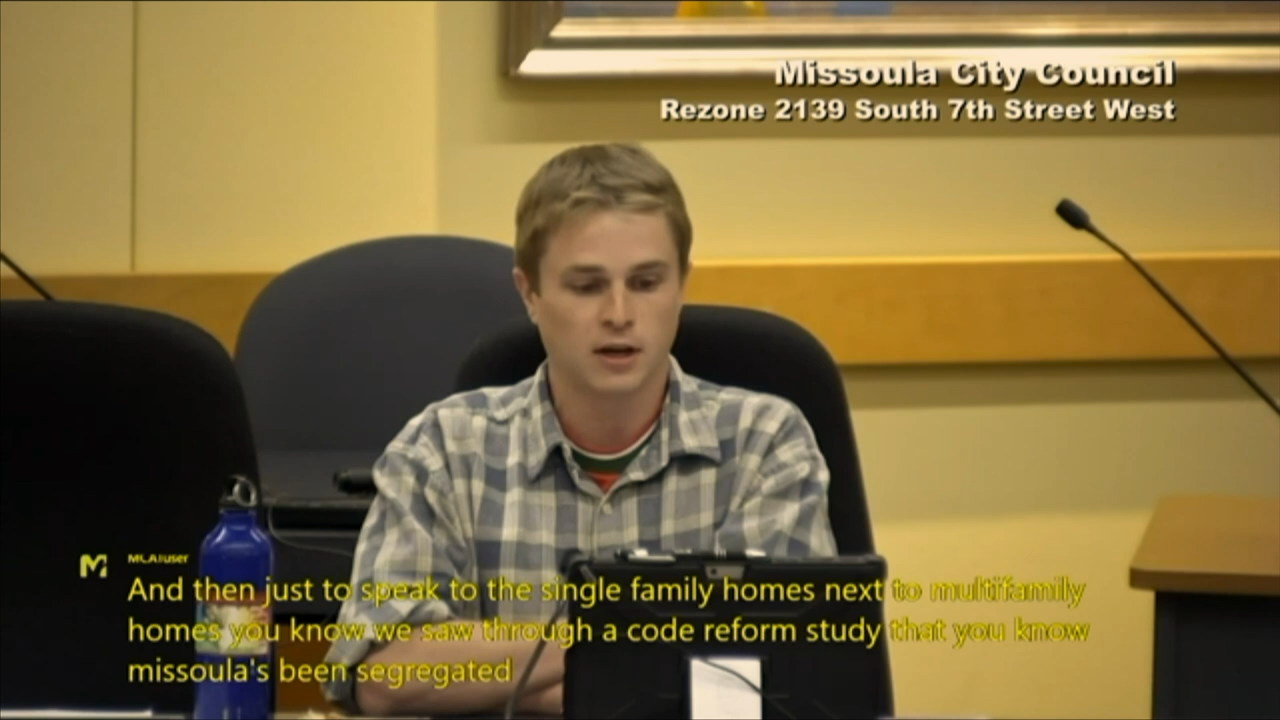 Missoula City Council
Rezone 2139 South 7th Street West
MCATuser
And then just to speak to the single family homes next to multifamily
homes you know we saw through a code reform study that you know
missoula's been segregated